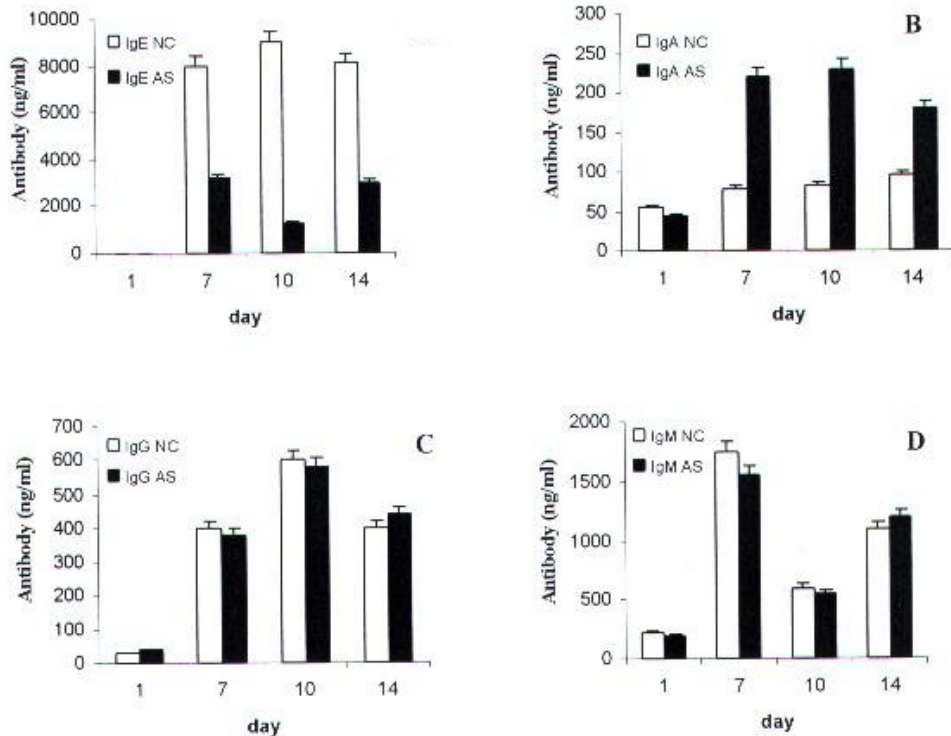 Antibody (ng/ml)
10000
8000
6000
4000
2000
0
IgE NC
IgE AS
1 7 10 14
day
B
Antibody (ng/ml)
300
250
200
150
100
50
0
IgA NC
IgA AS
1 7 10 14
day
C
Antibody (ng/ml)
700
600
500
400
300
200
100
0
IgG NC
IgG AS
1 7 10 14
day
D
Antibody (ng/ml)
2000
1500
1000
500
0
IgM NC
IgM AS
1 7 10 14
day